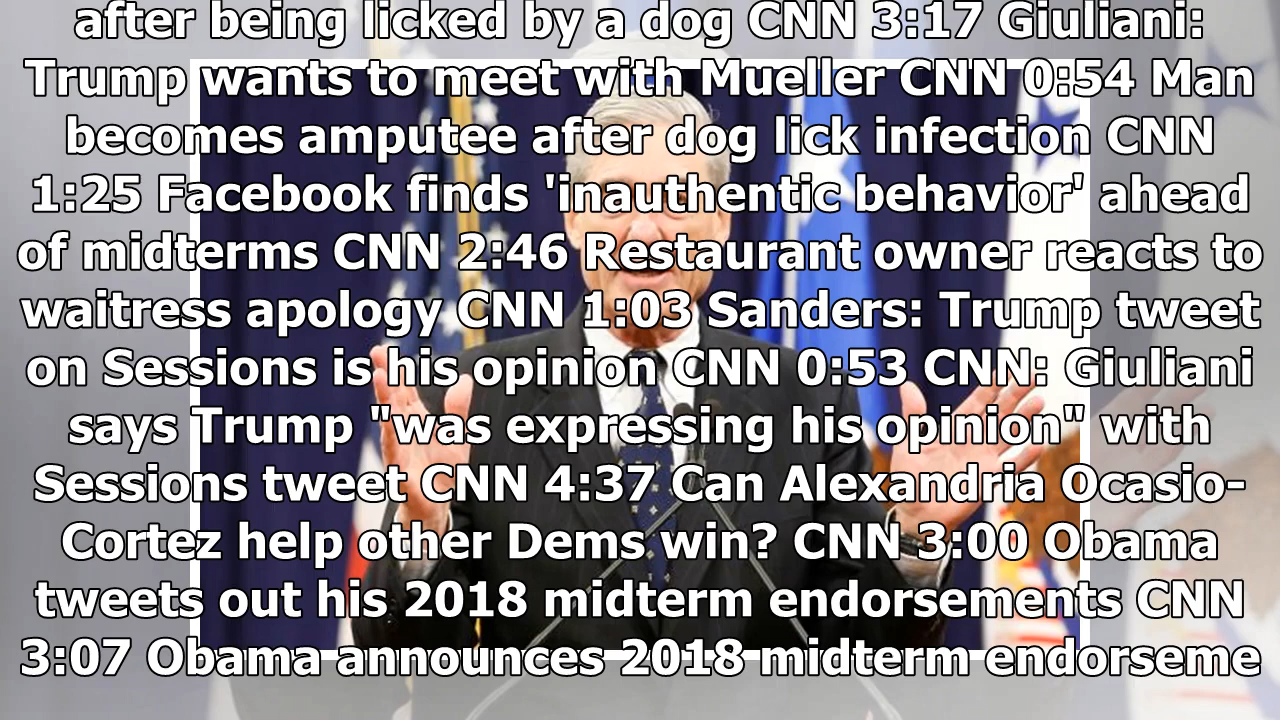 after being licked by a dog CNN 3:17 Giuliani:
Trump wants to meet with Mueller CNN 0:54 Man
becomes amputee after dog lick infection CNN
1:25 Facebook finds 'inauthentic behavior' ahead
of midterms CNN 2:46 Restaurant owner reacts to
waitress apology CNN 1:03 Sanders: Trump tweet
on Sessions is his opinion CNN 0:53 CNN: Giuliani
says Trump "was expressing his opinion" with
Sessions tweet CNN 4:37 Can Alexandria Ocasio-
Cortez help other Dems win? CNN 3:00 Obama
tweets out his 2018 midterm endorsements CNN
3:07 Obama announces 2018 midterm endorseme